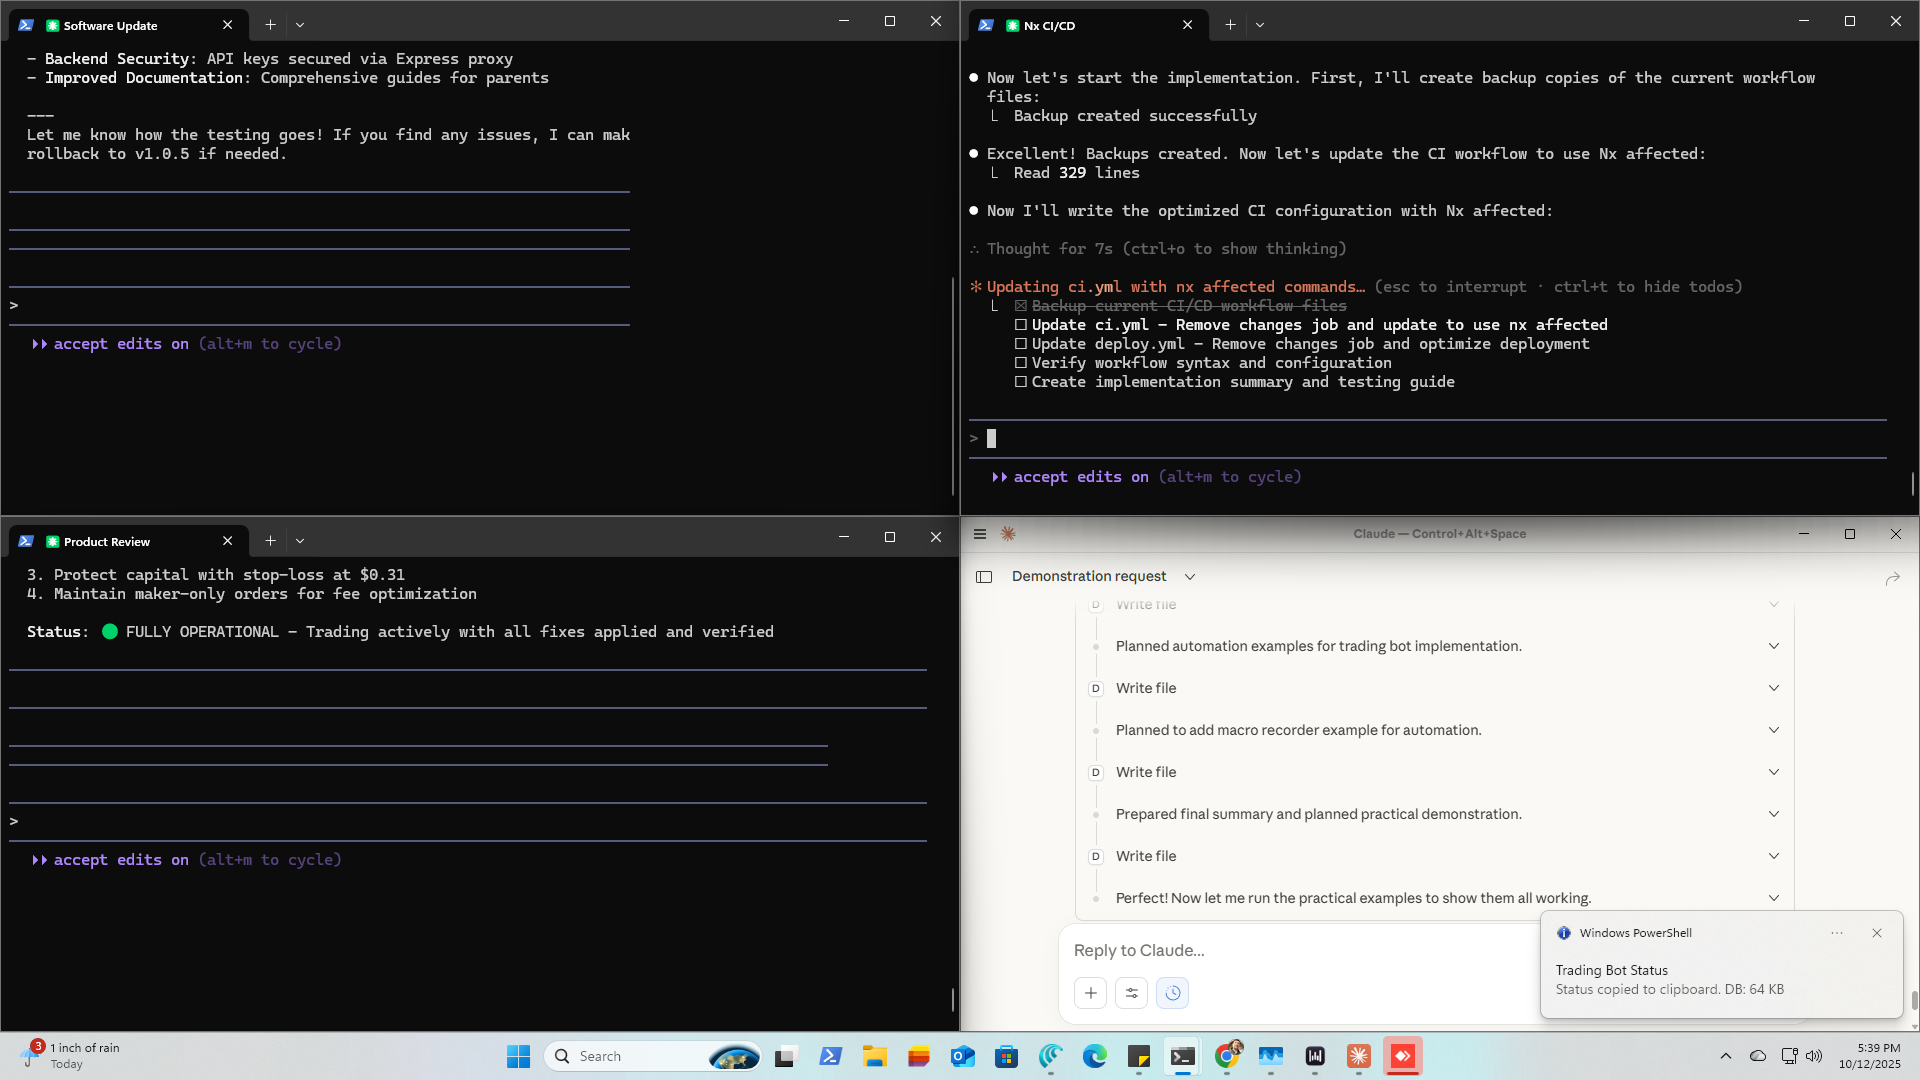 Software Update
- Backend Security: API keys secured via Express proxy
- Improved Documentation: Comprehensive guides for parents
---
Let me know how the testing goes! If you find any issues, I can mak
rollback to v1.0.5 if needed.
>
accept edits on (alt+m to cycle)
Nx CI/CD
● Now let's start the implementation. First, I'll create backup copies of the current workflow
files:
Backup created successfully
● Excellent! Backups created. Now let's update the CI workflow to use Nx affected:
Read 329 lines
● Now I'll write the optimized CI configuration with Nx affected:
∴ Thought for 7s (ctrl+o to show thinking)
* Updating ci.yml with nx affected commands… (esc to interrupt · ctrl+t to hide todos)
☒ Backup current CI/CD workflow files
☐ Update ci.yml - Remove changes job and update to use nx affected
☐ Update deploy.yml - Remove changes job and optimize deployment
☐ Verify workflow syntax and configuration
☐ Create implementation summary and testing guide
>
accept edits on (alt+m to cycle)
Product Review
3. Protect capital with stop-loss at $0.31
4. Maintain maker-only orders for fee optimization
Status: FULLY OPERATIONAL - Trading actively with all fixes applied and verified
>
accept edits on (alt+m to cycle)
Claude — Control+Alt+Space
Demonstration request
D Write file
Planned automation examples for trading bot implementation.
D Write file
Planned to add macro recorder example for automation.
D Write file
Prepared final summary and planned practical demonstration.
D Write file
Perfect! Now let me run the practical examples to show them all working.
Reply to Claude...
Windows PowerShell
Trading Bot Status
Status copied to clipboard. DB: 64 KB
3
1 inch of rain
Today
Search
5:39 PM
10/12/2025